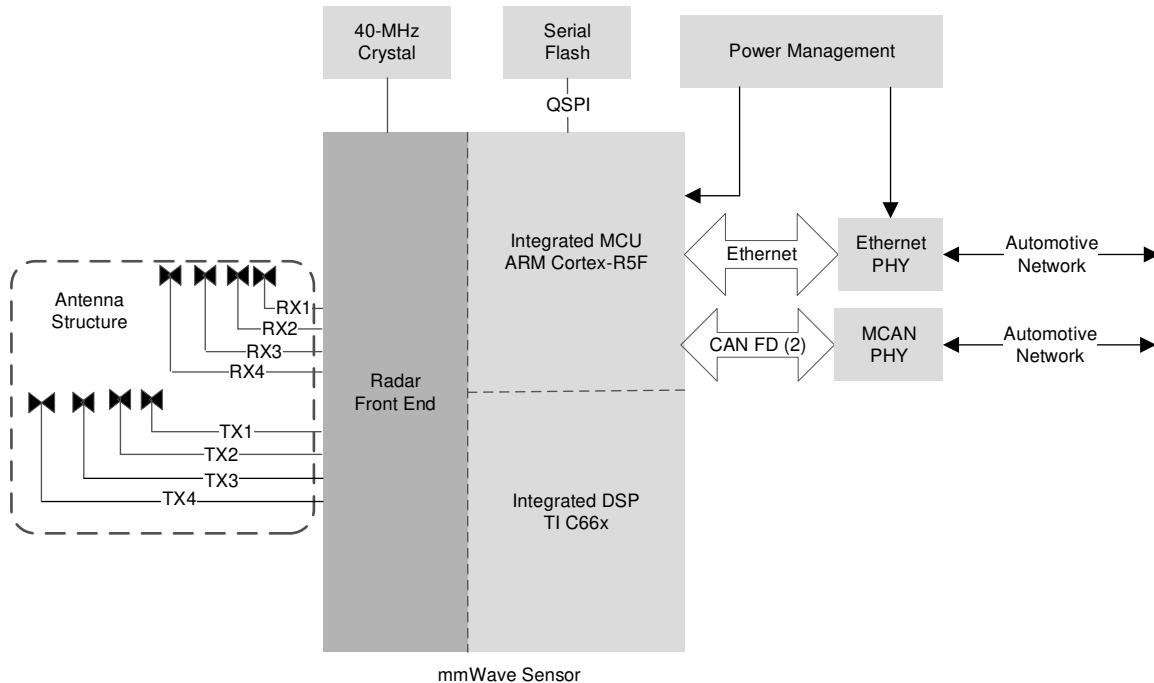 40-MHz
Crystal
Serial
Flash
Power Management
QSPI
Integrated MCU
ARM Cortex-R5F
Ethernet
Ethernet
PHY
Automotive
Network
CAN FD (2)
MCAN
PHY
Automotive
Network
Antenna
Structure
RX1
RX2
RX3
RX4
TX1
TX2
TX3
TX4
Radar
Front End
Integrated DSP
TI C66x
mmWave Sensor